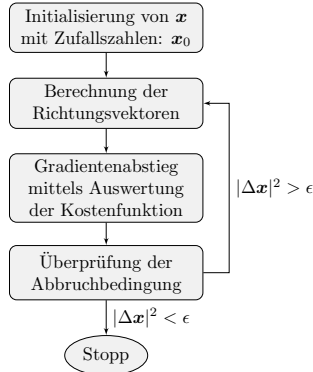 Initialisierung von x
mit Zufallszahlen: x₀
Berechnung der
Richtungsvektoren
Gradientenabstieg
mittels Auswertung
der Kostenfunktion
|Δx|² > ϵ
Überprüfung der
Abbruchbedingung
|Δx|² < ϵ
Stopp